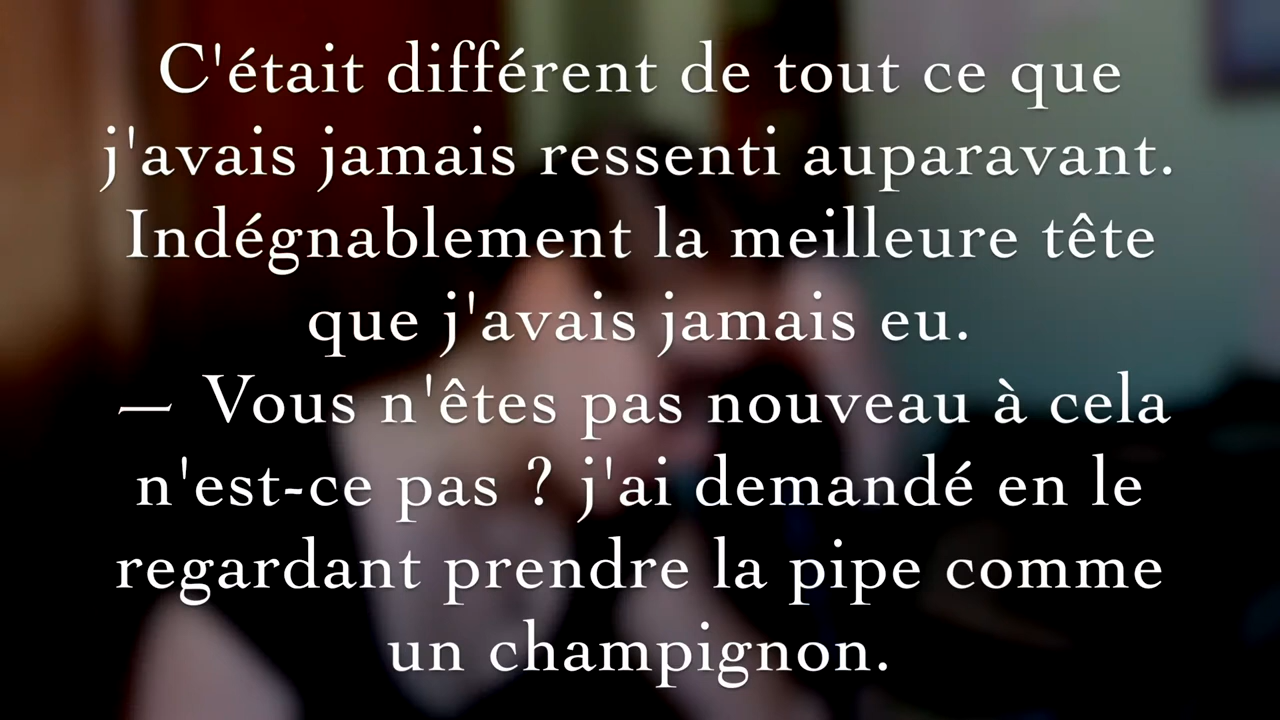 C'était différent de tout ce que
j'avais jamais ressenti auparavant.
Indégnablement la meilleure tête
que j'avais jamais eu.
— Vous n'êtes pas nouveau à cela
n'est-ce pas ? j'ai demandé en le
regardant prendre la pipe comme
un champignon.